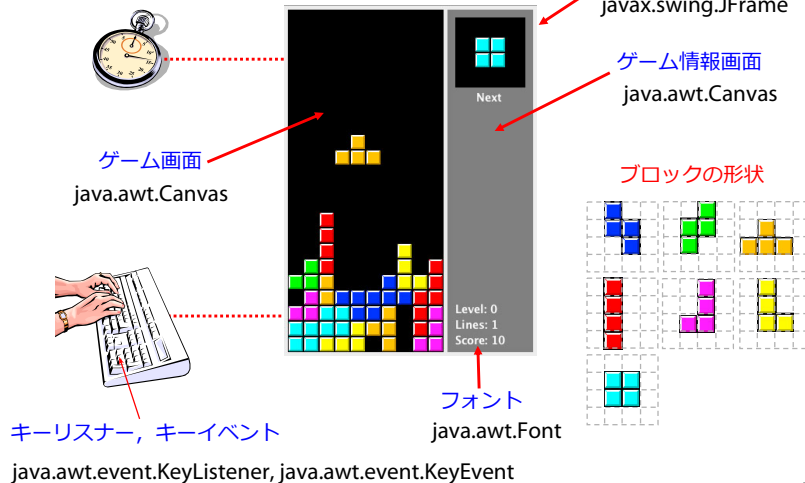 javax.swing.JFrame
ゲーム情報画面
java.awt.Canvas
Next
ゲーム画面
java.awt.Canvas
ブロックの形状
Level: 0
Lines: 1
Score: 10
フォント
java.awt.Font
キーリスナー，キーイベント
java.awt.event.KeyListener, java.awt.event.KeyEvent